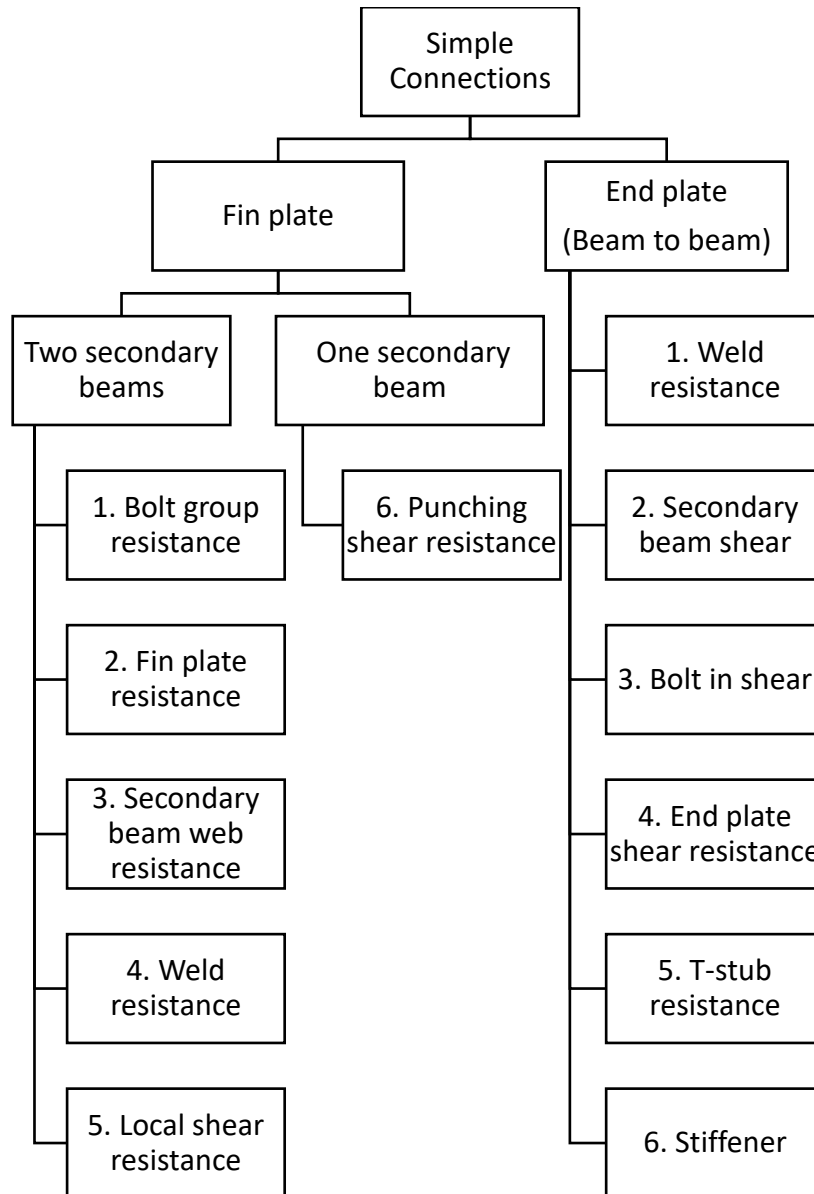 Simple
Connections
Fin plate
End plate
(Beam to beam)
Two secondary
beams
One secondary
beam
1. Weld
resistance
1. Bolt group
resistance
6. Punching
shear resistance
2. Secondary
beam shear
2. Fin plate
resistance
3. Bolt in shear
3. Secondary
beam web
resistance
4. End plate
shear resistance
4. Weld
resistance
5. T-stub
resistance
5. Local shear
resistance
6. Stiffener